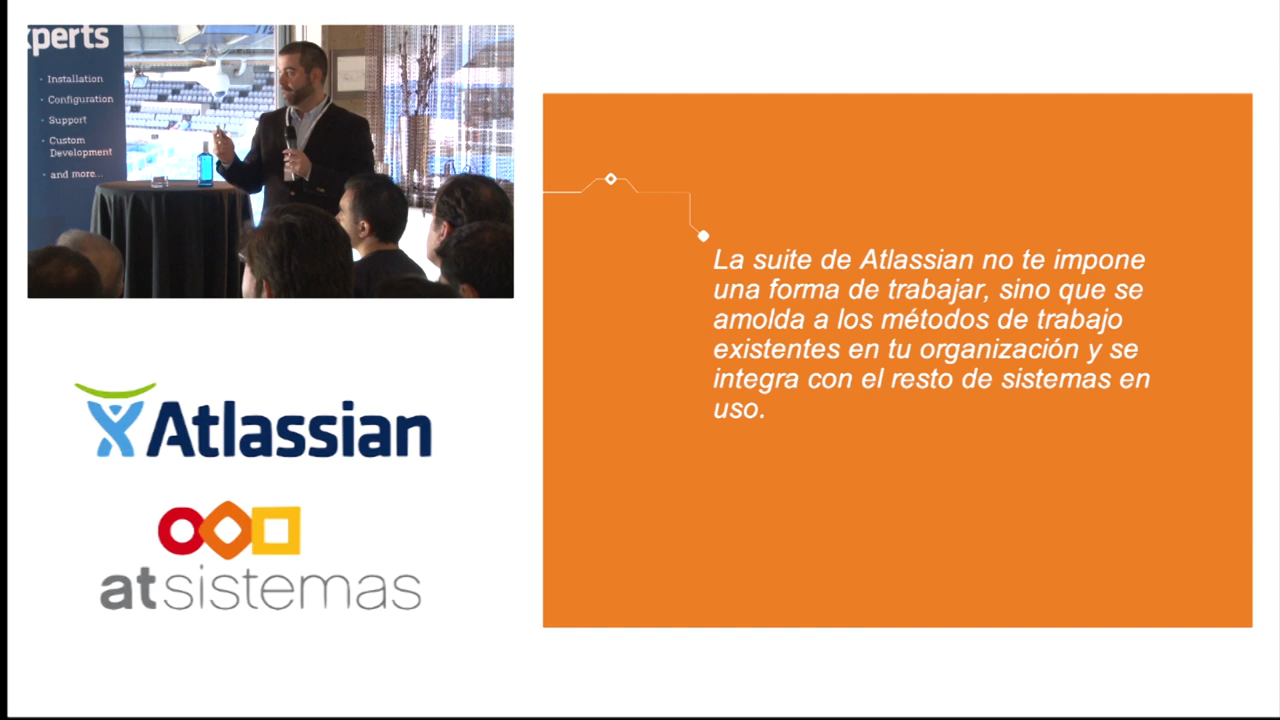 xperts
· Installation
· Configuration
· Support
· Custom
Development
· and more...
Atlassian
atsistemas
La suite de Atlassian no te impone
una forma de trabajar, sino que se
amolda a los métodos de trabajo
existentes en tu organización y se
integra con el resto de sistemas en
uso.